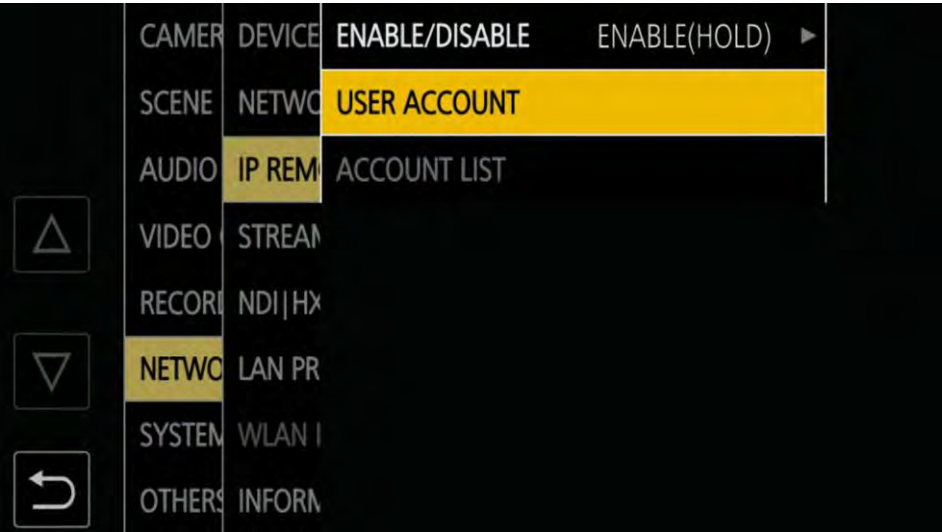 CAMER
SCENE
AUDIO
VIDEO
RECORD
NETWO
SYSTEM
OTHERS
DEVICE
NETWO
IP REM
STREAM
NDI|HX
LAN PR
WLAN
INFORM
ENABLE/DISABLE ENABLE(HOLD)
USER ACCOUNT
ACCOUNT LIST